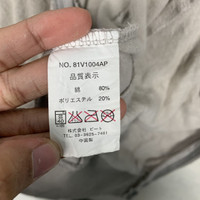 NO. 81V1004AP
品質表示
綿 80%
ポリエステル 20%
株式会社 ビート
中国製